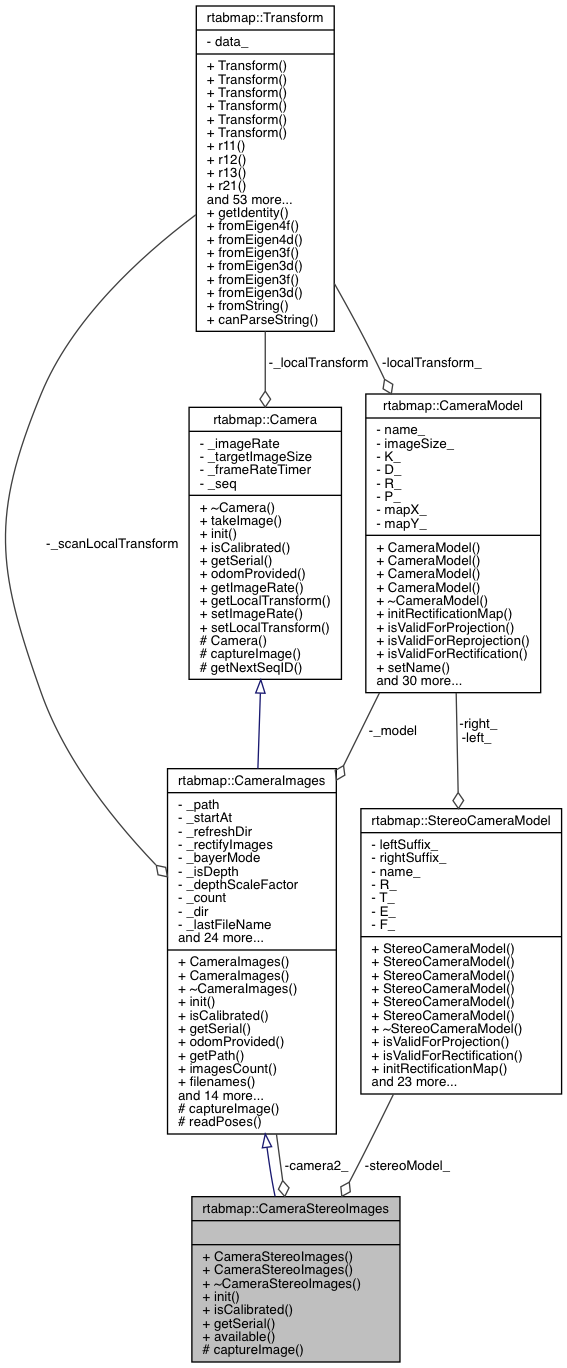 rtabmap::Transform
- data_
+ Transform()
+ Transform()
+ Transform()
+ Transform()
+ Transform()
+ Transform()
+ r11()
+ r12()
+ r13()
+ r21()
and 53 more...
+ getIdentity()
+ fromEigen4f()
+ fromEigen4d()
+ fromEigen3f()
+ fromEigen3d()
+ fromEigen3f()
+ fromEigen3d()
+ fromString()
+ canParseString()
-_localTransform
-localTransform_
-_scanLocalTransform
rtabmap::Camera
- _imageRate
- _targetImageSize
- _frameRateTimer
- _seq
+ ~Camera()
+ takeImage()
+ init()
+ isCalibrated()
+ getSerial()
+ odomProvided()
+ getImageRate()
+ getLocalTransform()
+ setImageRate()
+ setLocalTransform()
# Camera()
# captureImage()
# getNextSeqID()
rtabmap::CameraModel
- name_
- imageSize_
- K_
- D_
- R_
- P_
- mapX_
- mapY_
+ CameraModel()
+ CameraModel()
+ CameraModel()
+ CameraModel()
+ ~CameraModel()
+ initRectificationMap()
+ isValidForProjection()
+ isValidForReprojection()
+ isValidForRectification()
+ setName()
and 30 more...
-_model
-right_
-left_
rtabmap::CameraImages
- _path
- _startAt
- _refreshDir
- _rectifyImages
- _bayerMode
- _isDepth
- _depthScaleFactor
- _count
- _dir
- _lastFileName
and 24 more...
+ CameraImages()
+ CameraImages()
+ ~CameraImages()
+ init()
+ isCalibrated()
+ getSerial()
+ odomProvided()
+ getPath()
+ imagesCount()
+ filenames()
and 14 more...
# captureImage()
# readPoses()
rtabmap::StereoCameraModel
- leftSuffix_
- rightSuffix_
- name_
- R_
- T_
- E_
- F_
+ StereoCameraModel()
+ StereoCameraModel()
+ StereoCameraModel()
+ StereoCameraModel()
+ StereoCameraModel()
+ StereoCameraModel()
+ ~StereoCameraModel()
+ isValidForProjection()
+ isValidForRectification()
+ initRectificationMap()
and 23 more...
-camera2_
-stereoModel_
rtabmap::CameraStereoImages
+ CameraStereoImages()
+ CameraStereoImages()
+ ~CameraStereoImages()
+ init()
+ isCalibrated()
+ getSerial()
+ available()
# captureImage()